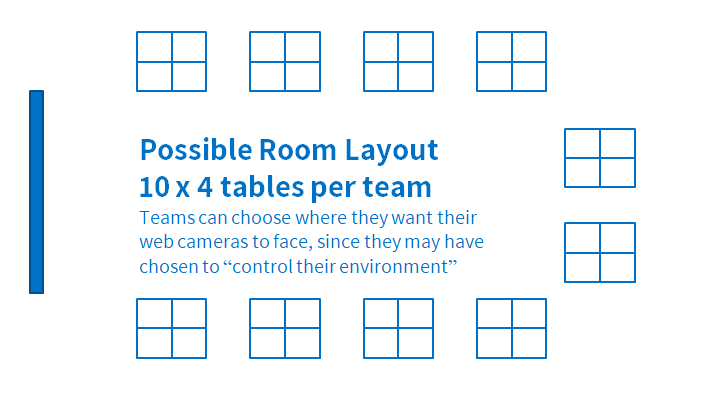 Possible Room Layout
10 x 4 tables per team
Teams can choose where they want their
web cameras to face, since they may have
chosen to “control their environment”